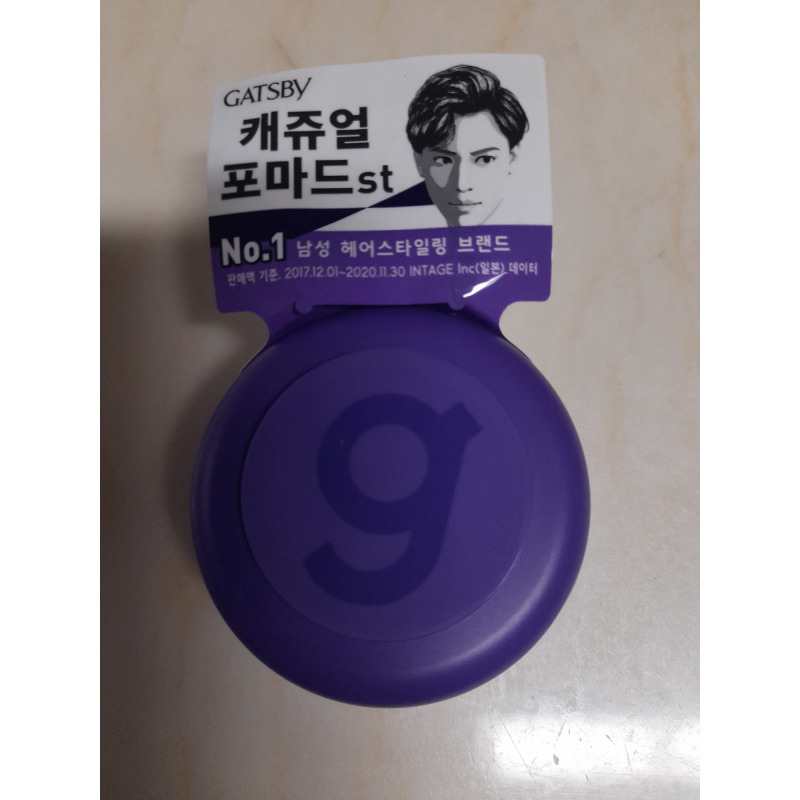 GATSBY
캐쥬얼
포마드st
No.1 남성 헤어스타일링 브랜드
판매액 기준. 2017.12.01~2020.11.30 INTAGE Inc(일본) 데이터
g